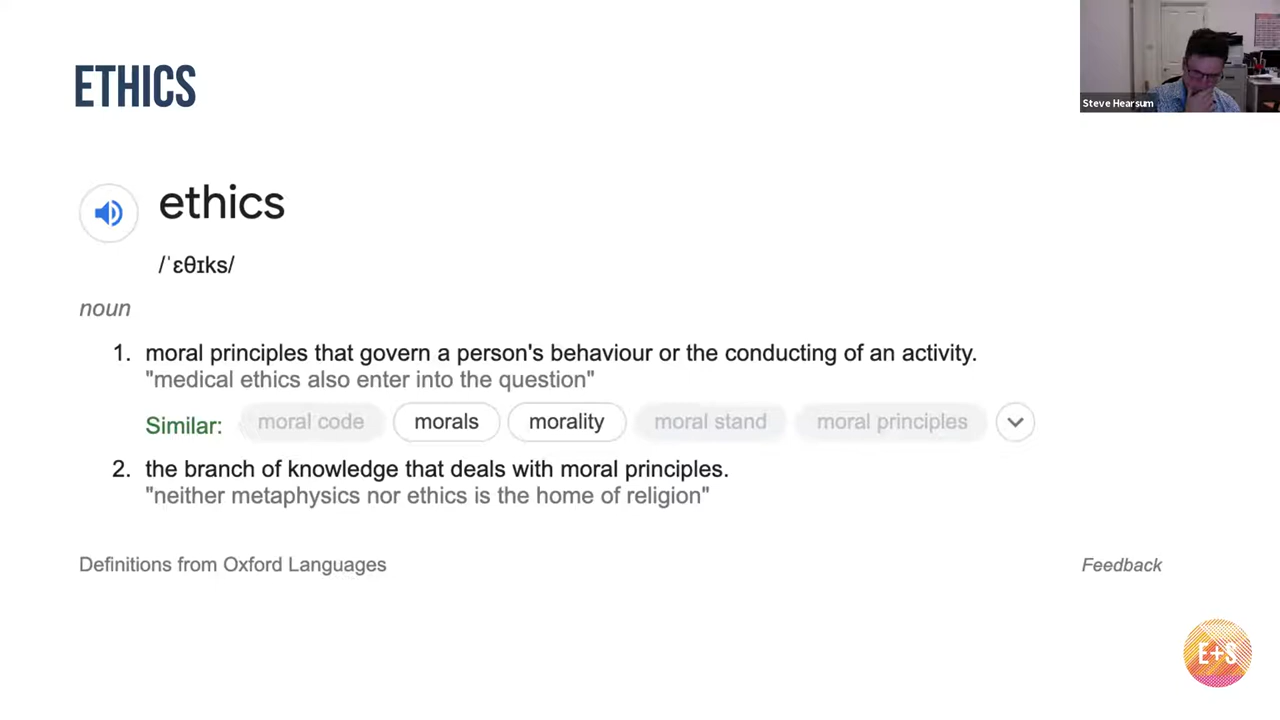 ETHICS
Steve Hearsum
ethics
/ˈɛθɪks/
noun
1. moral principles that govern a person's behaviour or the conducting of an activity.
"medical ethics also enter into the question"
Similar: moral code morals morality moral stand moral principles
2. the branch of knowledge that deals with moral principles.
"neither metaphysics nor ethics is the home of religion"
Definitions from Oxford Languages
Feedback
E+S